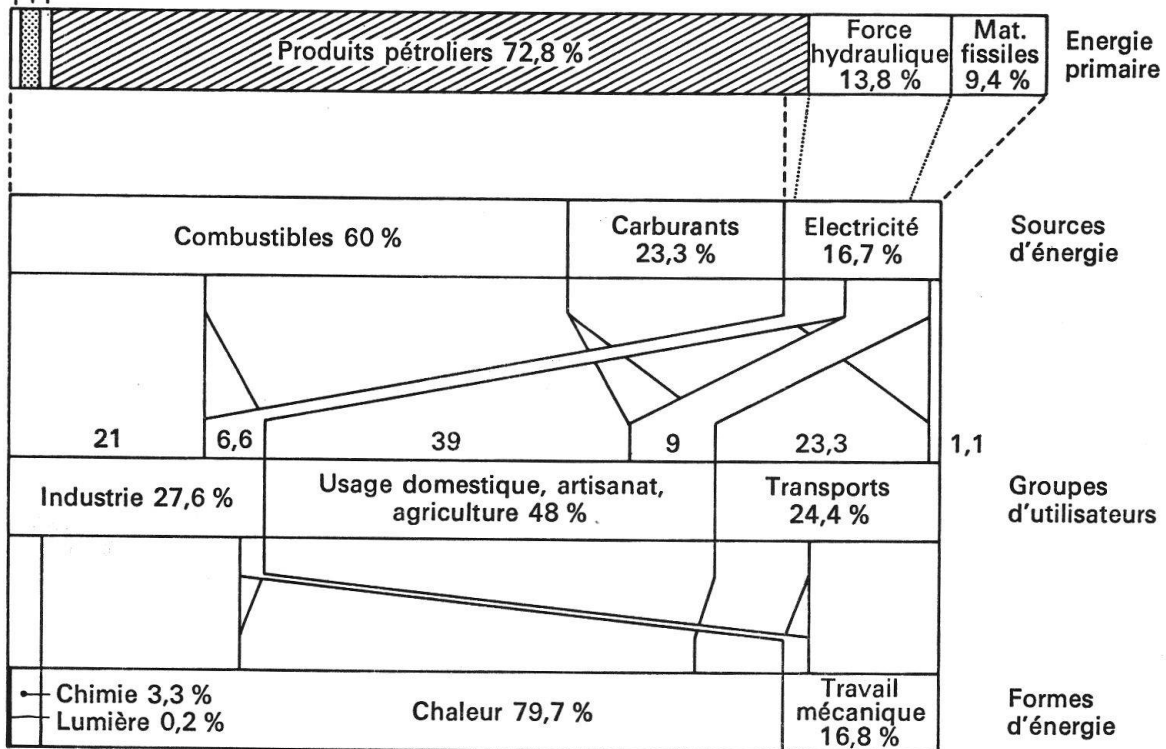 Produits pétroliers 72,8 %
Force
hydraulique
13,8 %
Mat.
fissiles
9,4 %
Energie
primaire
Combustibles 60 %
Carburants
23,3 %
Electricité
16,7 %
Sources
d'énergie
21
6,6
39
9
23,3
1,1
Industrie 27,6 %
Usage domestique, artisanat,
agriculture 48 %
Transports
24,4 %
Groupes
d'utilisateurs
Chimie 3,3 %
Lumière 0,2 %
Chaleur 79,7 %
Travail
mécanique
16,8 %
Formes
d'énergie